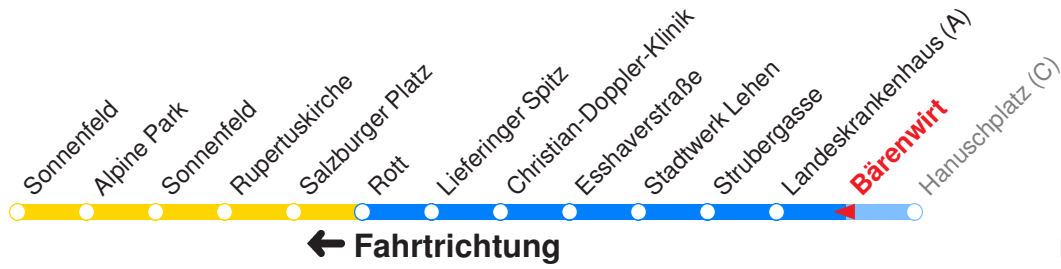 Sonnenfeld
Alpine Park
Sonnenfeld
Rupertuskirche
Salzburger Platz
Rott
Lieferinger Spitz
Christian-Doppler-Klinik
Esshaverstraße
Stadtwerk Lehen
Strubergasse
Landeskrankenhaus (A)
Bärenwirt
Hanuschplatz (C)
← Fahrtrichtung